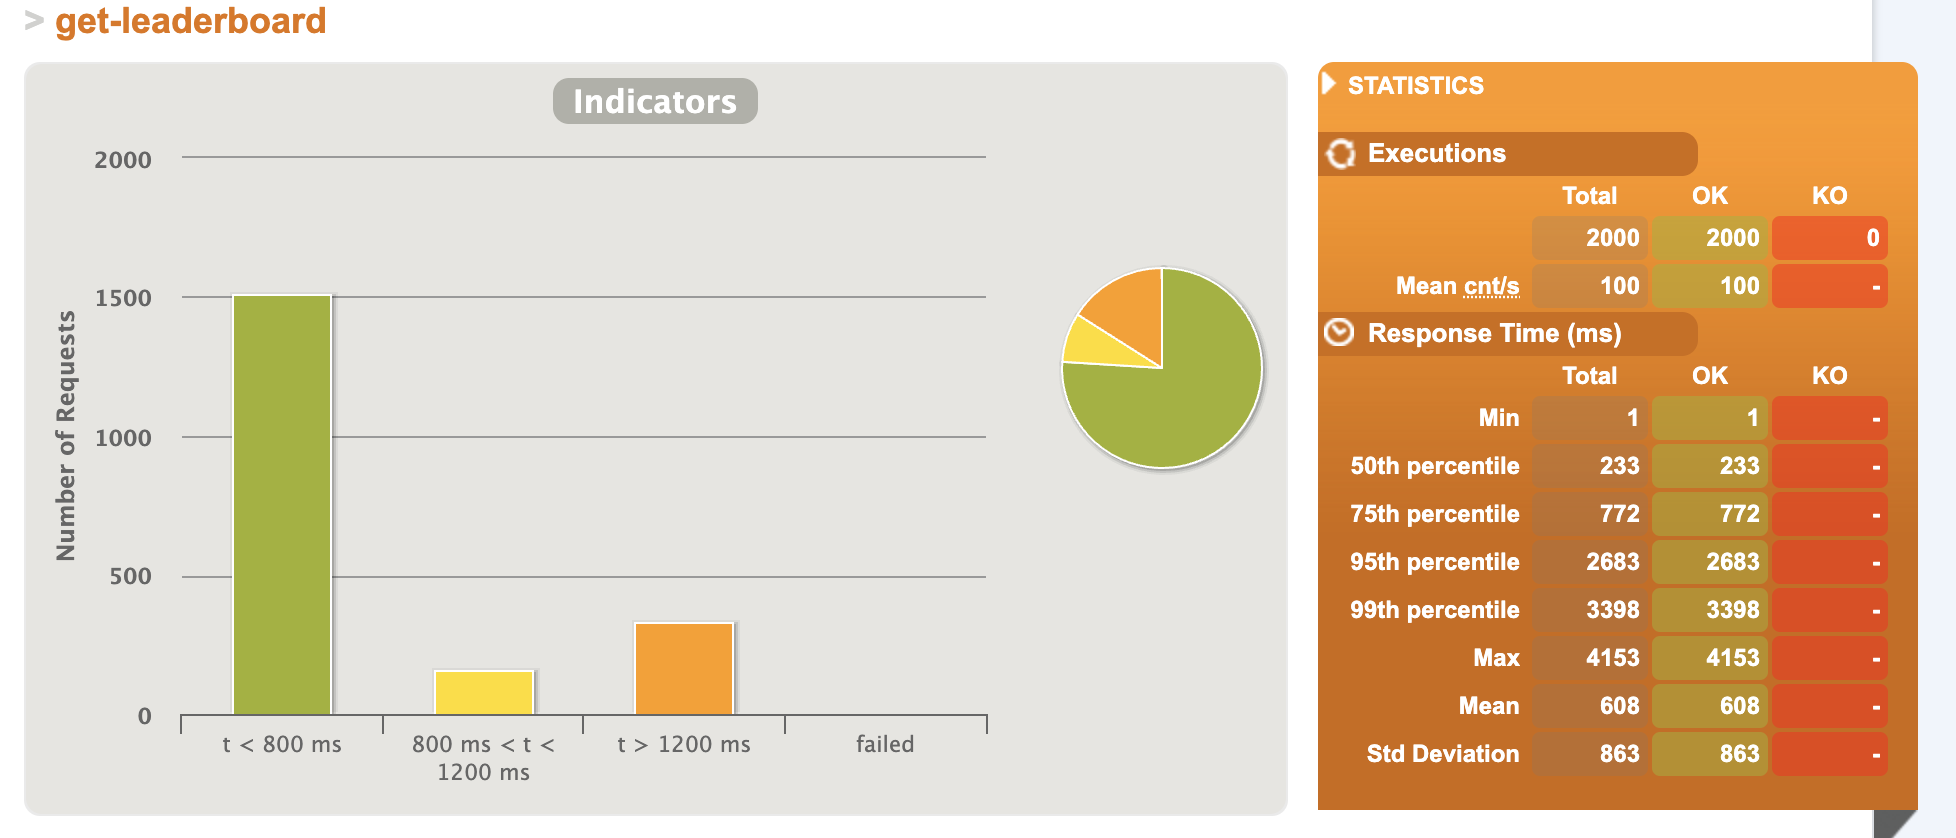 > get-leaderboard
Indicators
2000
1500
1000
500
0
Number of Requests
t < 800 ms
800 ms < t <
1200 ms
t > 1200 ms
failed
STATISTICS
Executions
Total OK KO
2000 2000 0
Mean cnt/s 100 100 -
Response Time (ms)
Total OK KO
Min 1 1 -
50th percentile 233 233 -
75th percentile 772 772 -
95th percentile 2683 2683 -
99th percentile 3398 3398 -
Max 4153 4153 -
Mean 608 608 -
Std Deviation 863 863 -